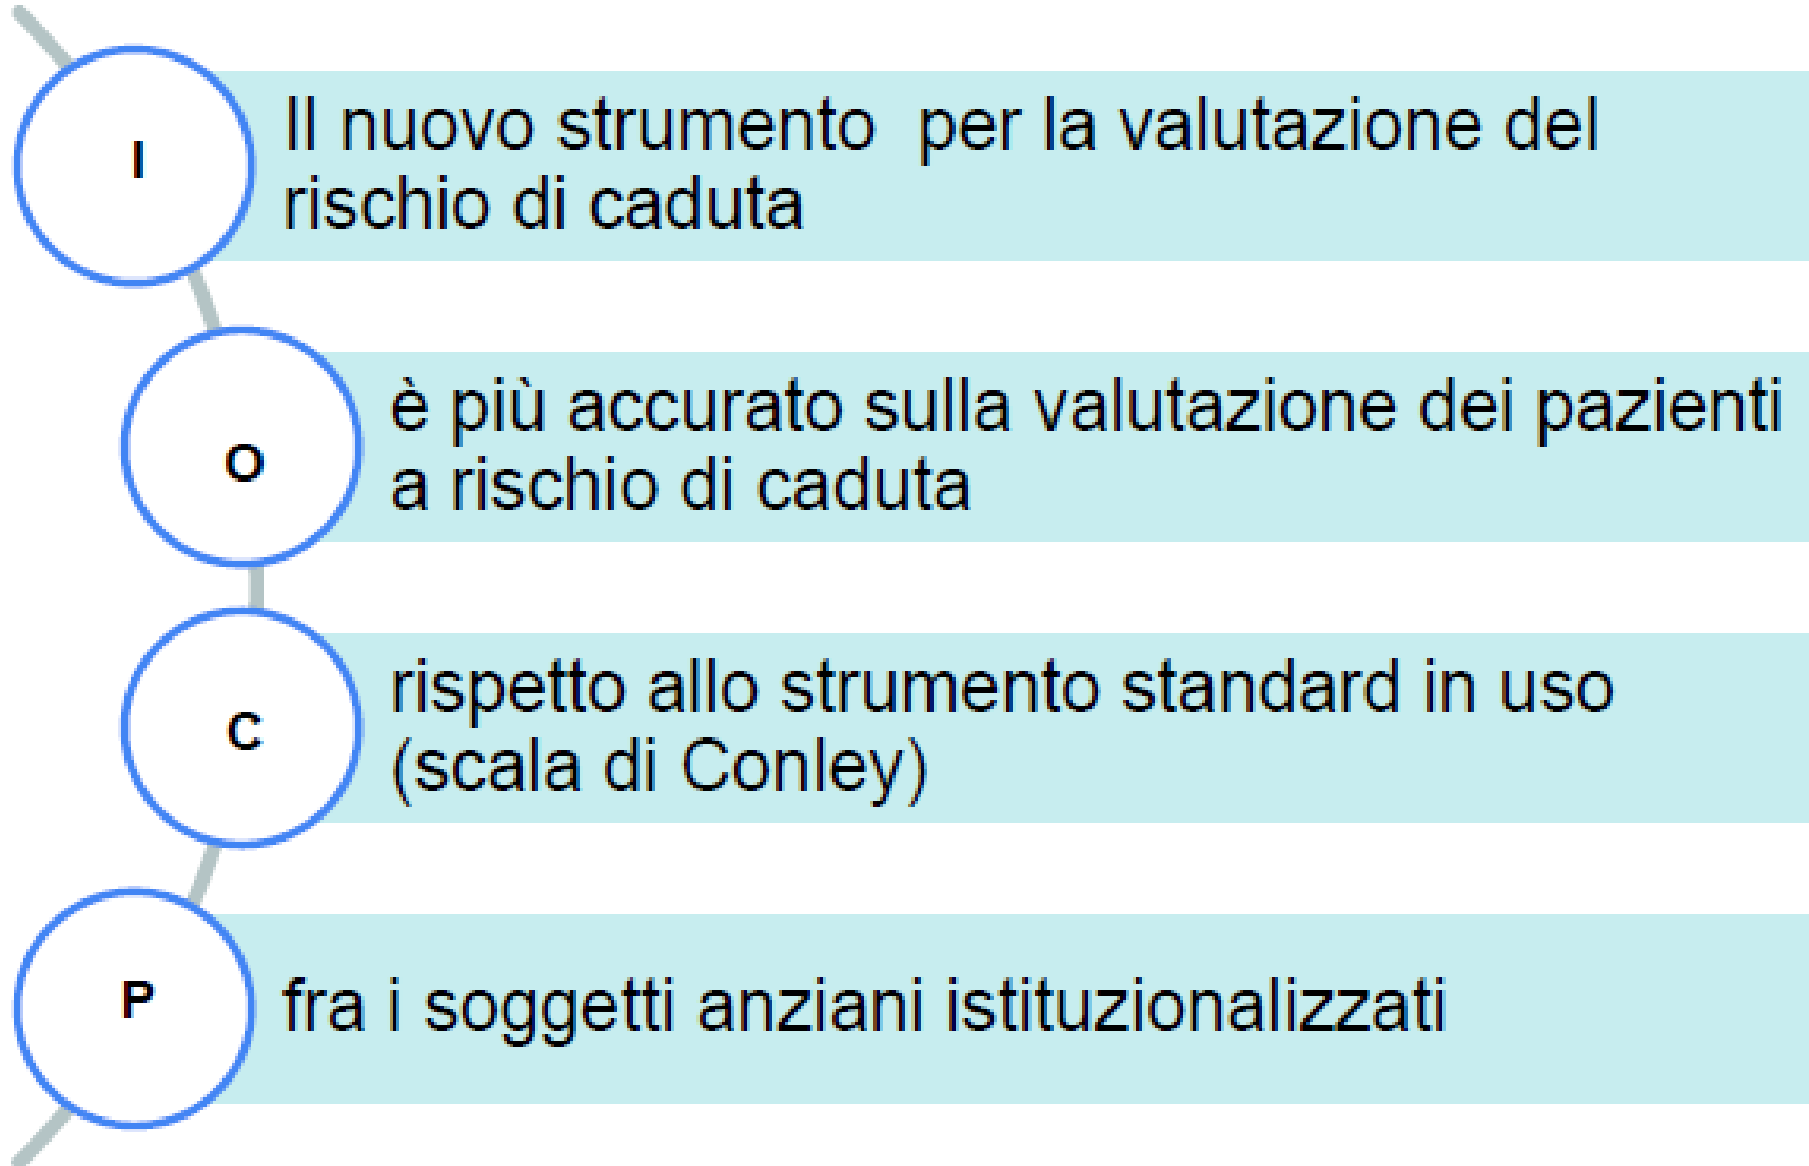 I
Il nuovo strumento per la valutazione del
rischio di caduta
O
è più accurato sulla valutazione dei pazienti
a rischio di caduta
C
rispetto allo strumento standard in uso
(scala di Conley)
P
fra i soggetti anziani istituzionalizzati